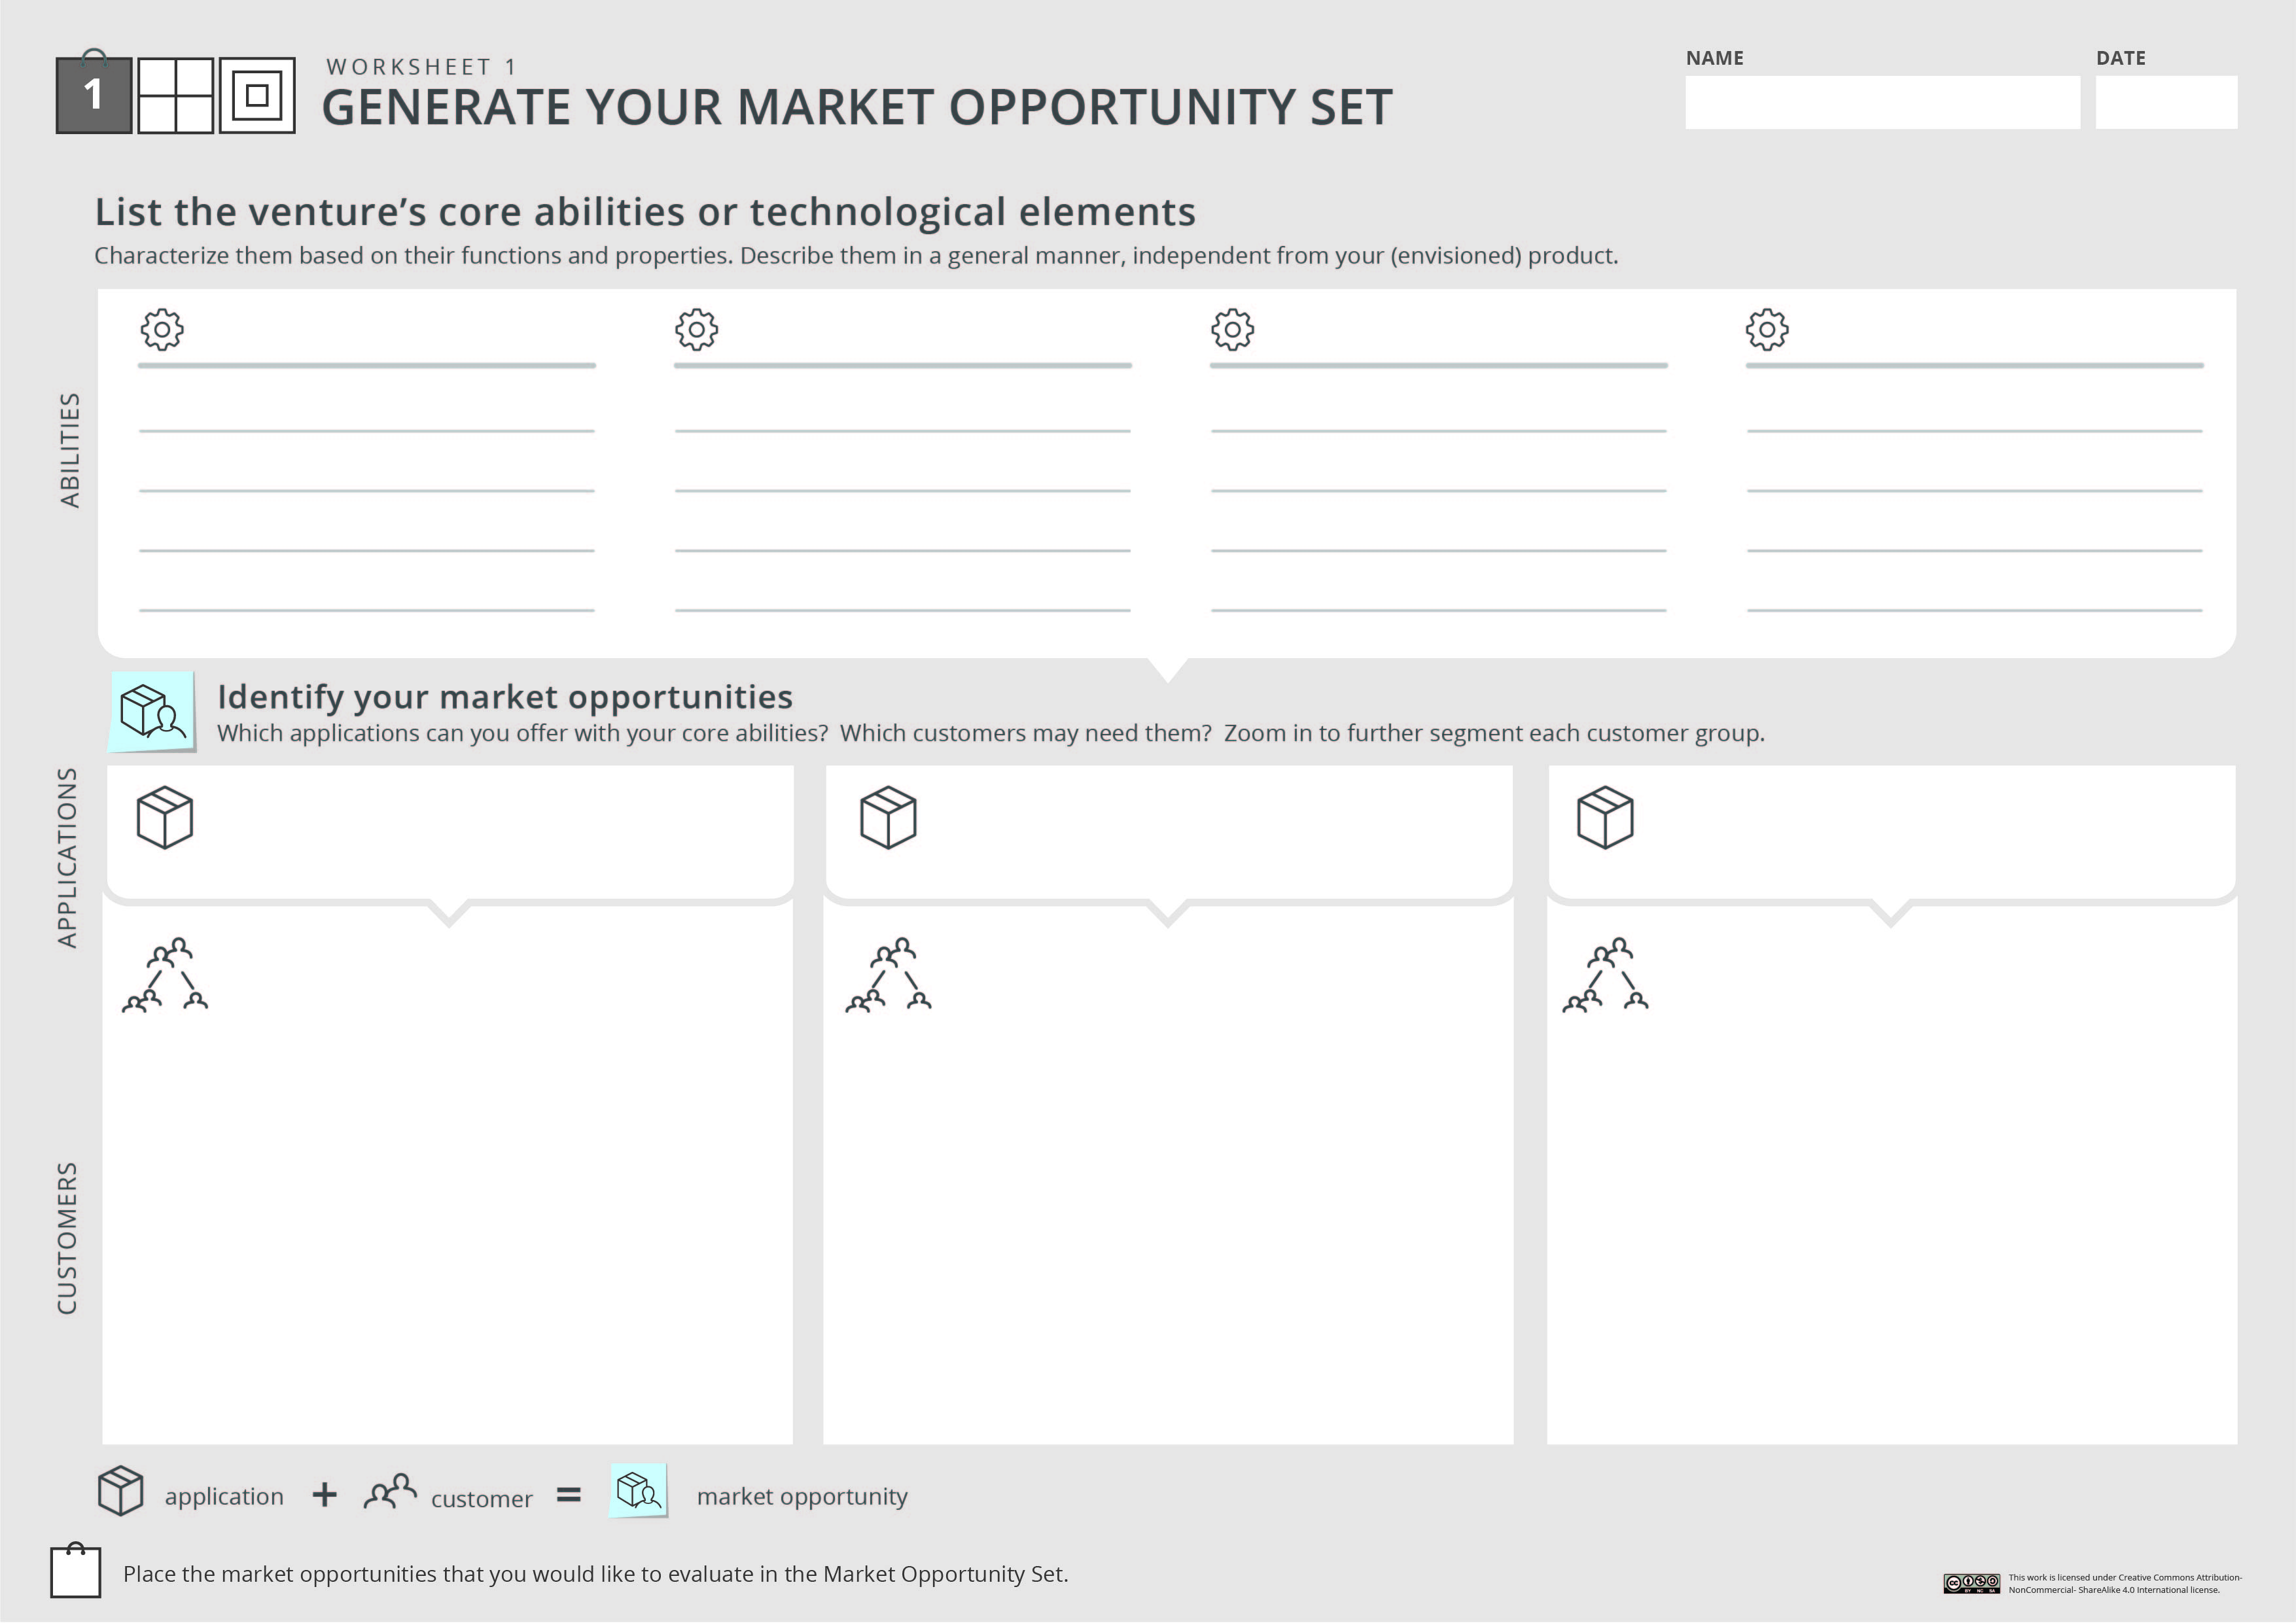 1
WORKSHEET 1
GENERATE YOUR MARKET OPPORTUNITY SET
NAME
DATE
List the venture’s core abilities or technological elements
Characterize them based on their functions and properties. Describe them in a general manner, independent from your (envisioned) product.
ABILITIES
Identify your market opportunities
Which applications can you offer with your core abilities?  Which customers may need them?  Zoom in to further segment each customer group.
APPLICATIONS
CUSTOMERS
application + customer = market opportunity
Place the market opportunities that you would like to evaluate in the Market Opportunity Set.
cc BY NC SA
This work is licensed under Creative Commons Attribution-
NonCommercial- ShareAlike 4.0 International license.